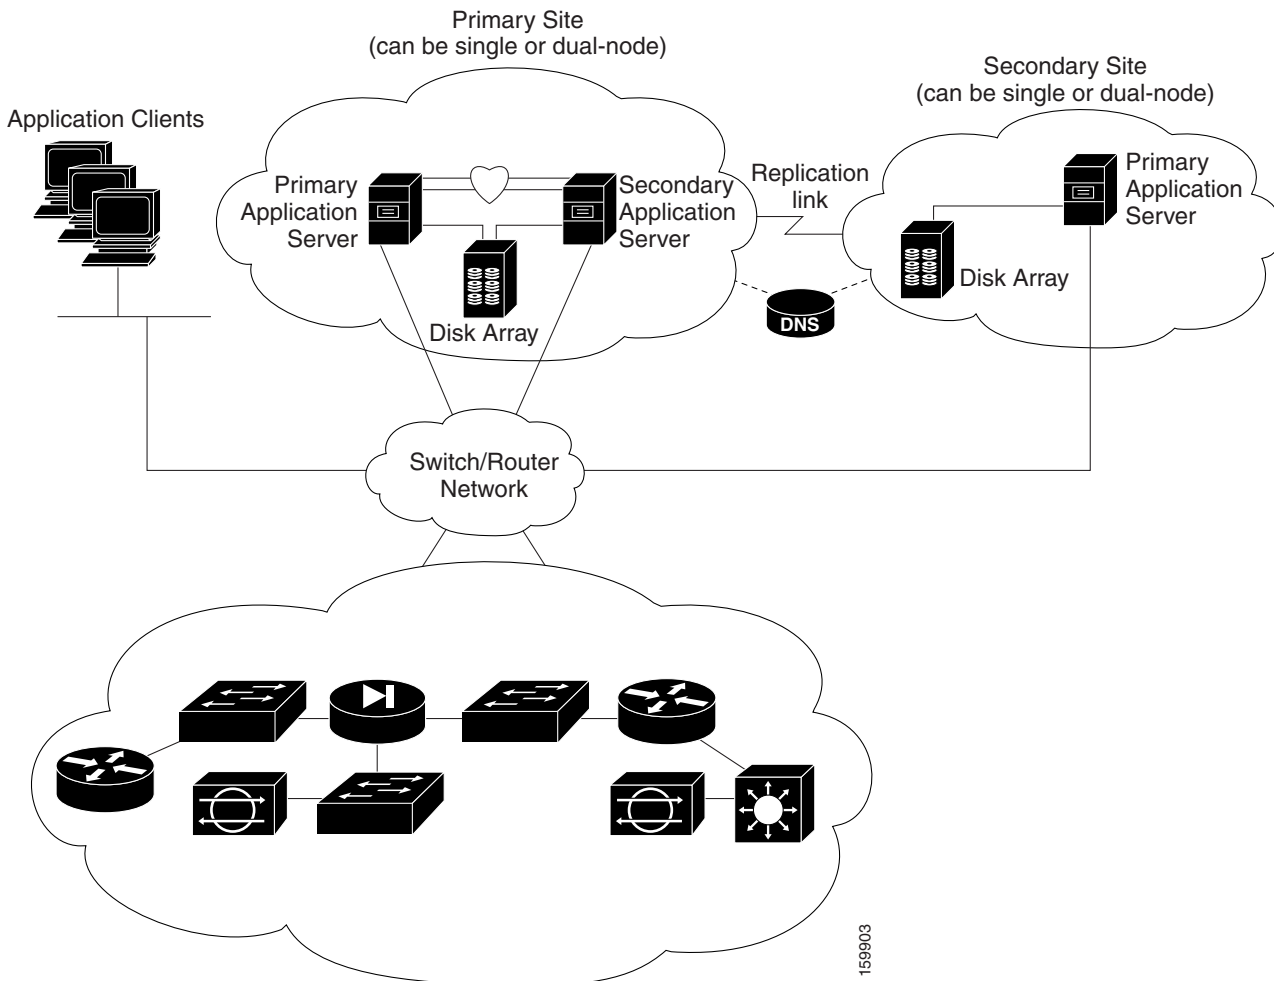 Primary Site
(can be single or dual-node)
Secondary Site
(can be single or dual-node)
Application Clients
Primary
Application
Server
Secondary
Application
Server
Disk Array
Replication
link
DNS
Primary
Application
Server
Disk Array
Switch/Router
Network
159903